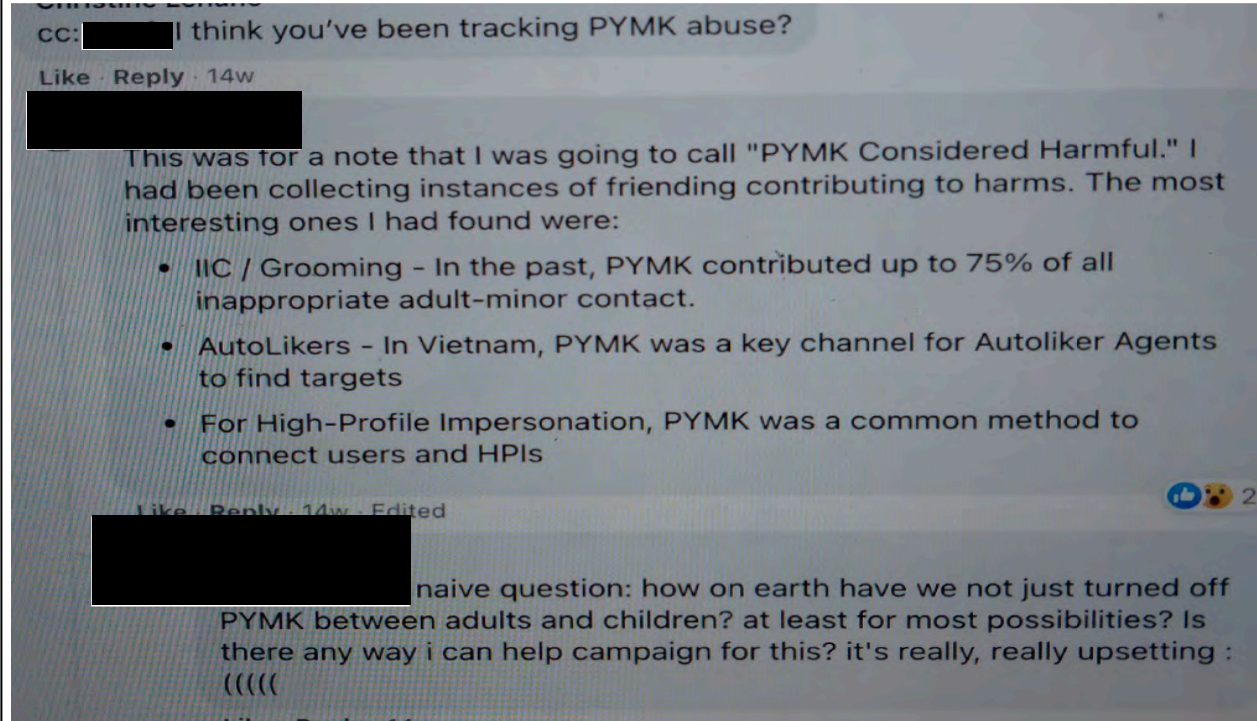 cc: I think you've been tracking PYMK abuse?
Like · Reply · 14w
This was for a note that I was going to call "PYMK Considered Harmful." I
had been collecting instances of friending contributing to harms. The most
interesting ones I had found were:
• IIC / Grooming – In the past, PYMK contributed up to 75% of all
inappropriate adult-minor contact.
• AutoLikers – In Vietnam, PYMK was a key channel for Autoliker Agents
to find targets
• For High-Profile Impersonation, PYMK was a common method to
connect users and HPIs
Like · Reply · 14w · Edited
2
naive question: how on earth have we not just turned off
PYMK between adults and children? at least for most possibilities? Is
there any way i can help campaign for this? it's really, really upsetting :
(((((